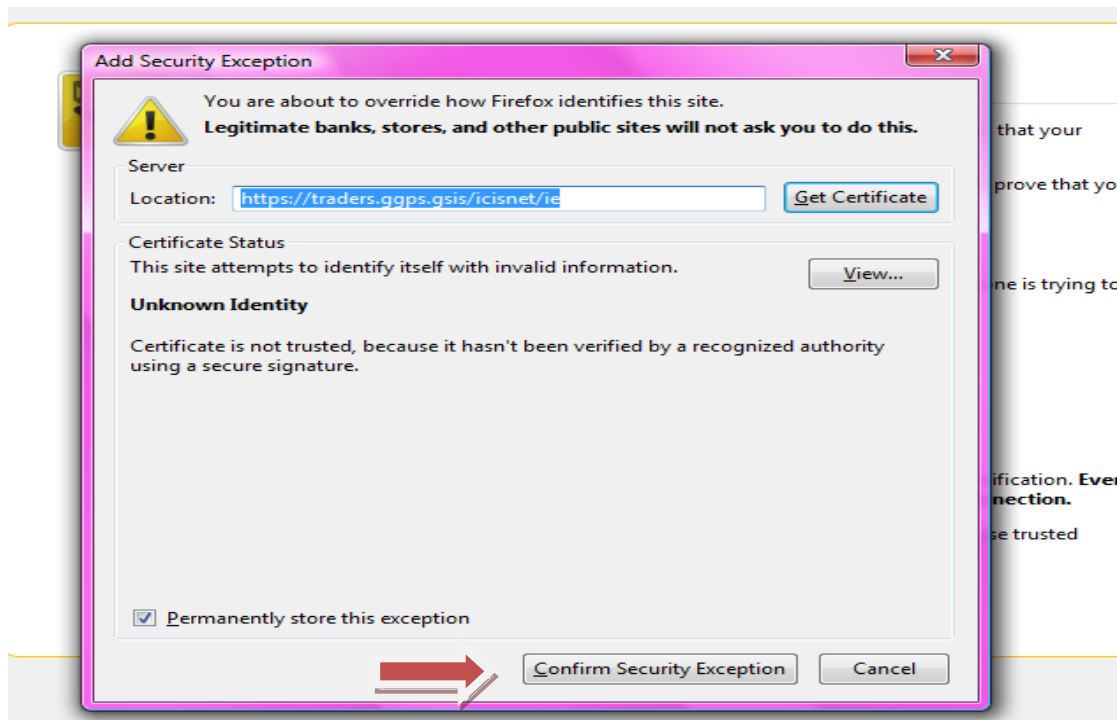 Add Security Exception
You are about to override how Firefox identifies this site.
Legitimate banks, stores, and other public sites will not ask you to do this.
that your
Server
Location: https://traders.ggps.gsis/icisnet/ie Get Certificate
prove that yo
Certificate Status
This site attempts to identify itself with invalid information. View...
ne is trying to
Unknown Identity
Certificate is not trusted, because it hasn't been verified by a recognized authority
using a secure signature.
ification. Ever
nection.
se trusted
Permanently store this exception
Confirm Security Exception Cancel